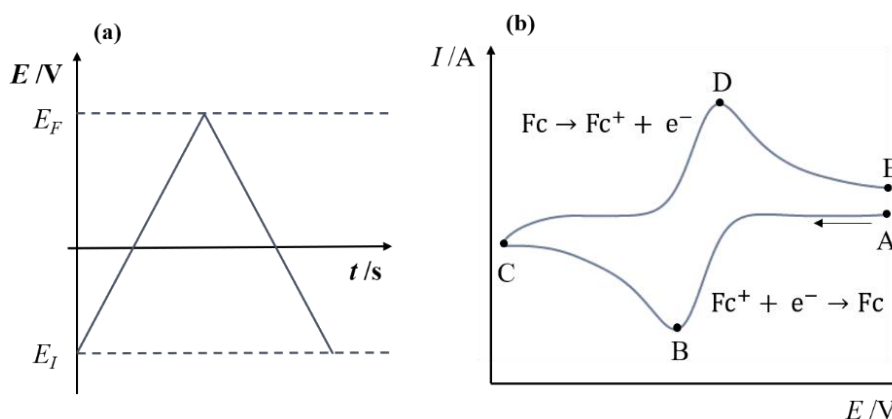 (a)
E /V
E_F
t /s
E_I
(b)
I /A
D
Fc → Fc⁺ + e⁻
E
A
C
Fc⁺ + e⁻ → Fc
B
E /V